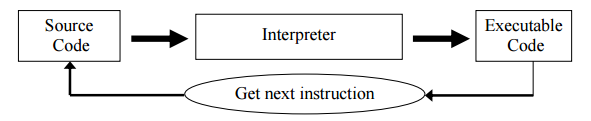 Source
Code
Interpreter
Executable
Code
Get next instruction